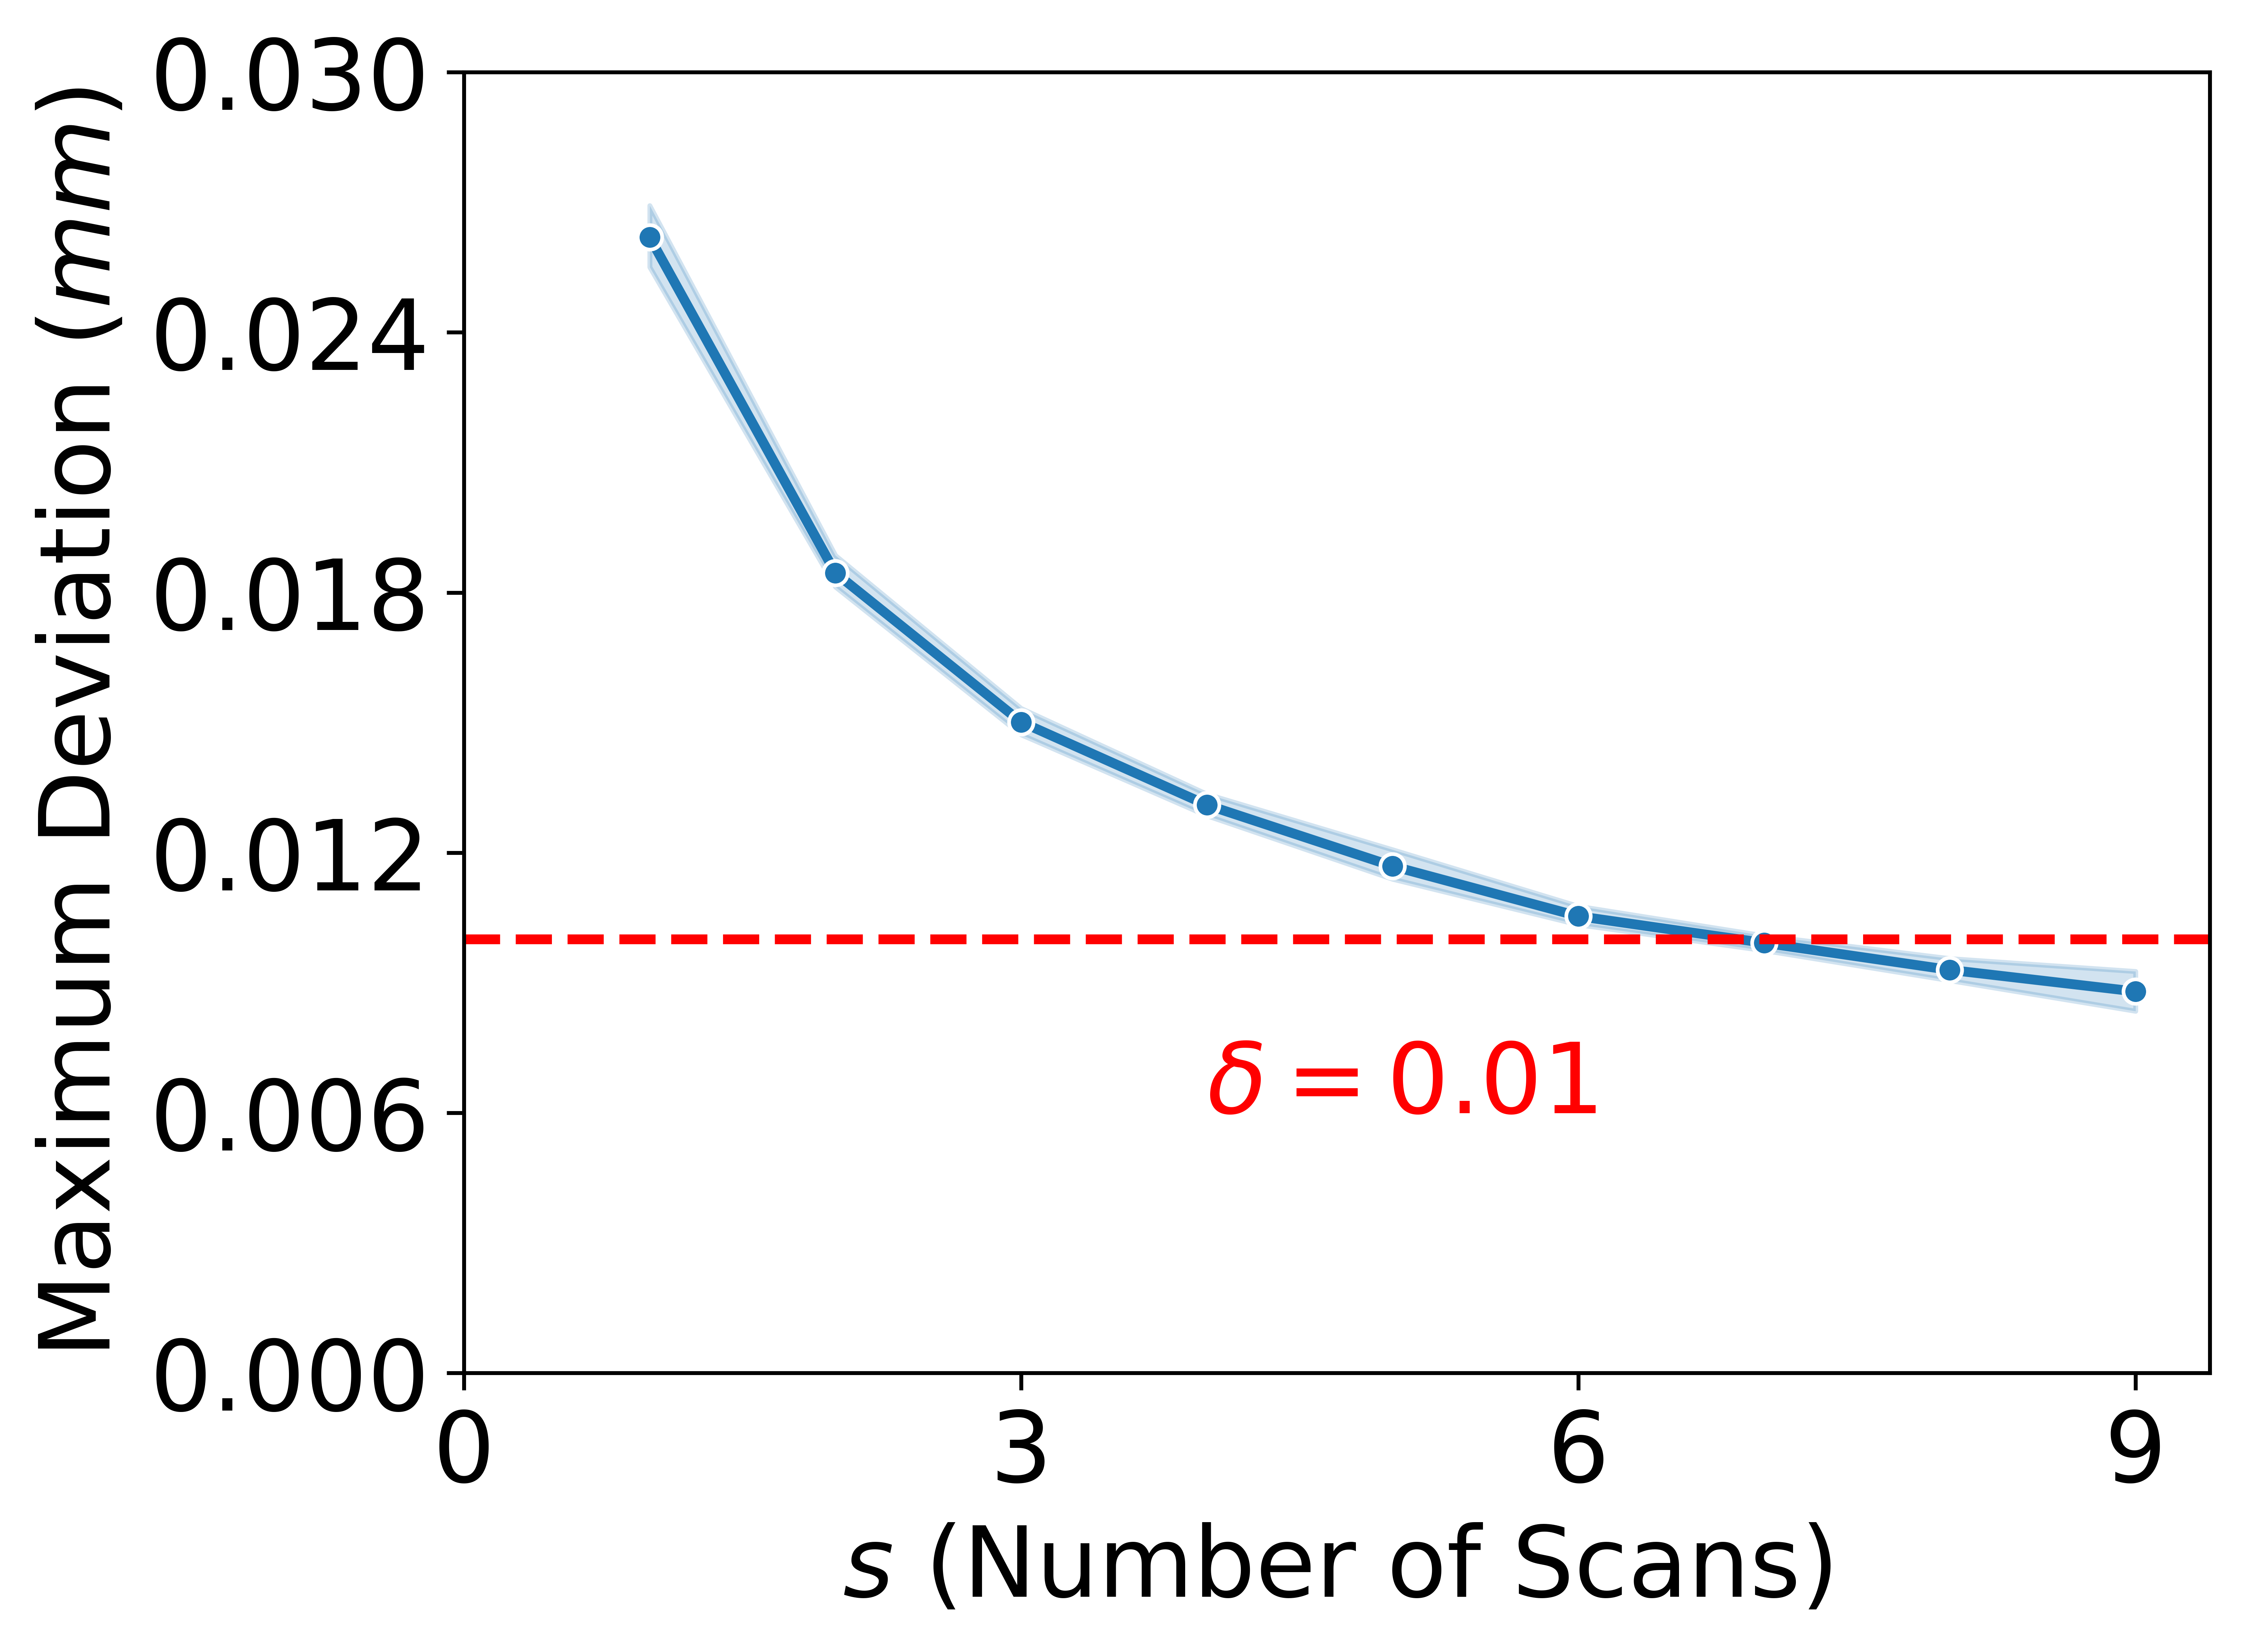 Maximum Deviation (mm)
0.030
0.024
0.018
0.012
0.006
0.000
δ = 0.01
0 3 6 9
s (Number of Scans)